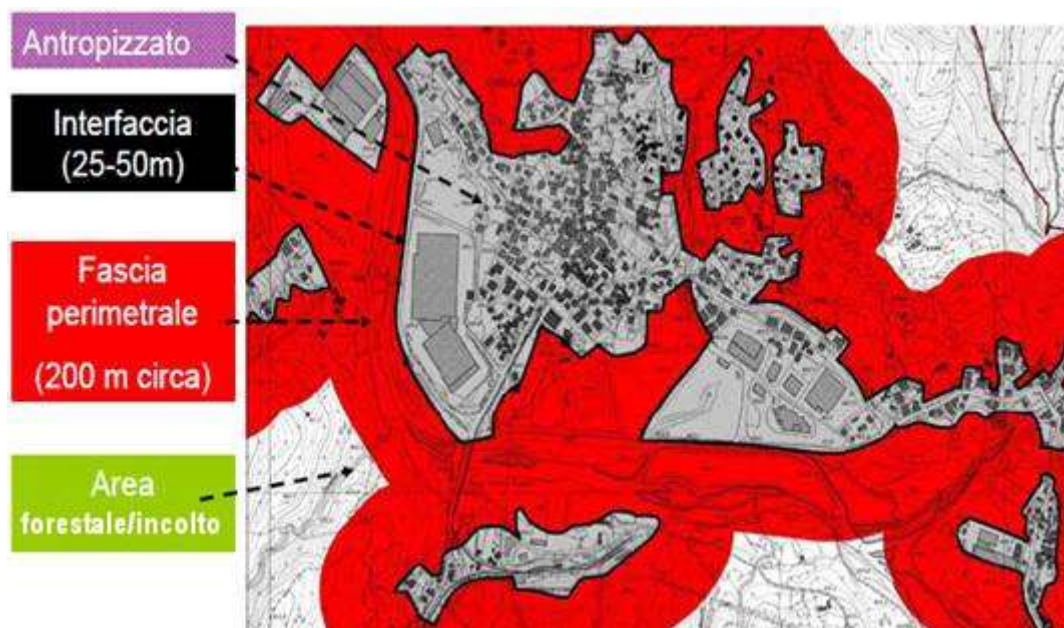 Antropizzato
Interfaccia
(25-50m)
Fascia
perimetrale
(200 m circa)
Area
forestale/incolto